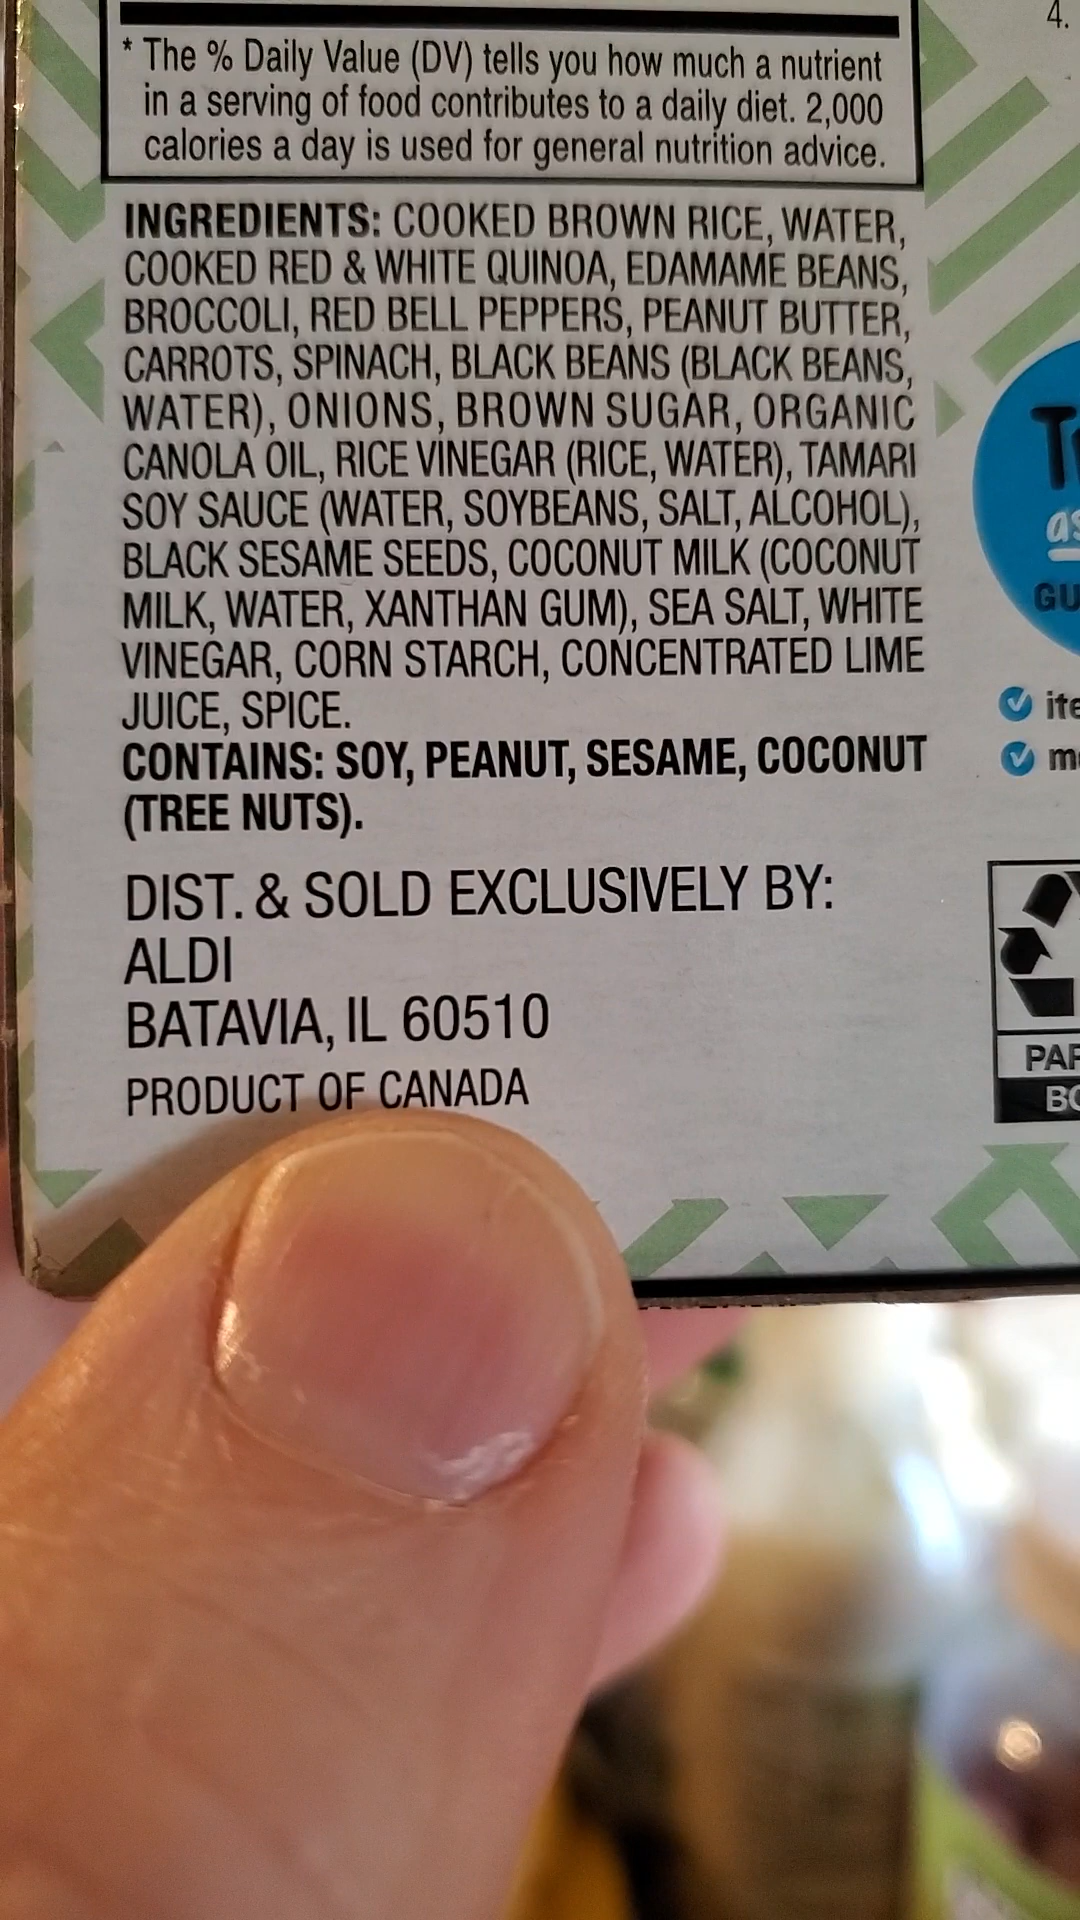 4.
* The % Daily Value (DV) tells you how much a nutrient
in a serving of food contributes to a daily diet. 2,000
calories a day is used for general nutrition advice.
INGREDIENTS: COOKED BROWN RICE, WATER,
COOKED RED & WHITE QUINOA, EDAMAME BEANS,
BROCCOLI, RED BELL PEPPERS, PEANUT BUTTER,
CARROTS, SPINACH, BLACK BEANS (BLACK BEANS,
WATER), ONIONS, BROWN SUGAR, ORGANIC
CANOLA OIL, RICE VINEGAR (RICE, WATER), TAMARI
SOY SAUCE (WATER, SOYBEANS, SALT, ALCOHOL),
BLACK SESAME SEEDS, COCONUT MILK (COCONUT
MILK, WATER, XANTHAN GUM), SEA SALT, WHITE
VINEGAR, CORN STARCH, CONCENTRATED LIME
JUICE, SPICE.
CONTAINS: SOY, PEANUT, SESAME, COCONUT
(TREE NUTS).
DIST. & SOLD EXCLUSIVELY BY:
ALDI
BATAVIA, IL 60510
PRODUCT OF CANADA